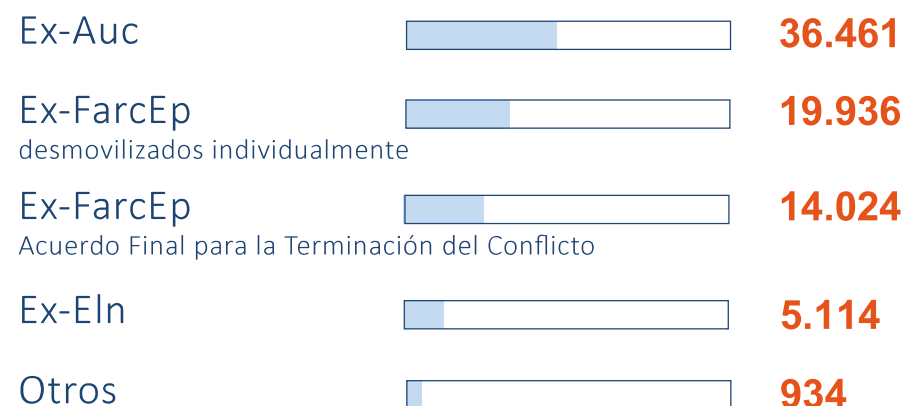 Ex-Auc 36.461
Ex-FarcEp 19.936
desmovilizados individualmente
Ex-FarcEp 14.024
Acuerdo Final para la Terminación del Conflicto
Ex-Eln 5.114
Otros 934